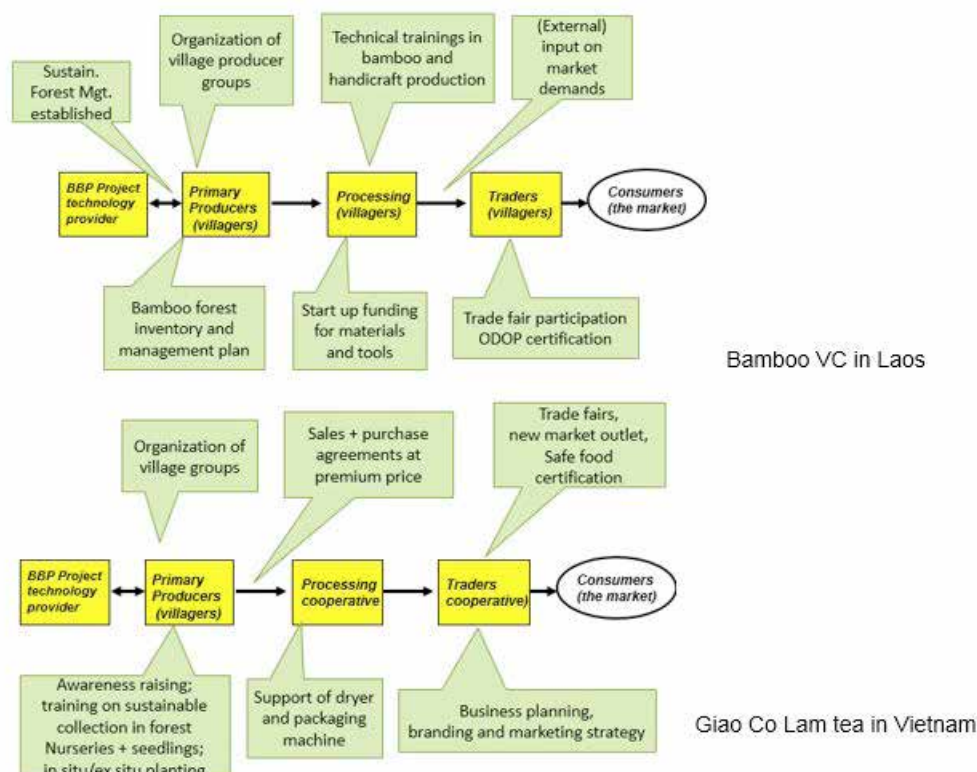 Sustain.
Forest Mgt.
established
Organization of
village producer
groups
Technical trainings in
bamboo and
handicraft production
(External)
input on
market
demands
BBP Project
technology
provider
Primary
Producers
(villagers)
Processing
(villagers)
Traders
(villagers)
Consumers
(the market)
Bamboo forest
inventory and
management plan
Start up funding
for materials
and tools
Trade fair participation
ODOP certification
Bamboo VC in Laos
Organization of
village groups
Sales + purchase
agreements at
premium price
Trade fairs,
new market outlet,
Safe food
certification
BBP Project
technology
provider
Primary
Producers
(villagers)
Processing
cooperative
Traders
cooperative)
Consumers
(the market)
Awareness raising;
training on sustainable
collection in forest
Nurseries + seedlings;
in situ/ex situ planting
Support of dryer
and packaging
machine
Business planning,
branding and marketing
strategy
Giao Co Lam tea in Vietnam